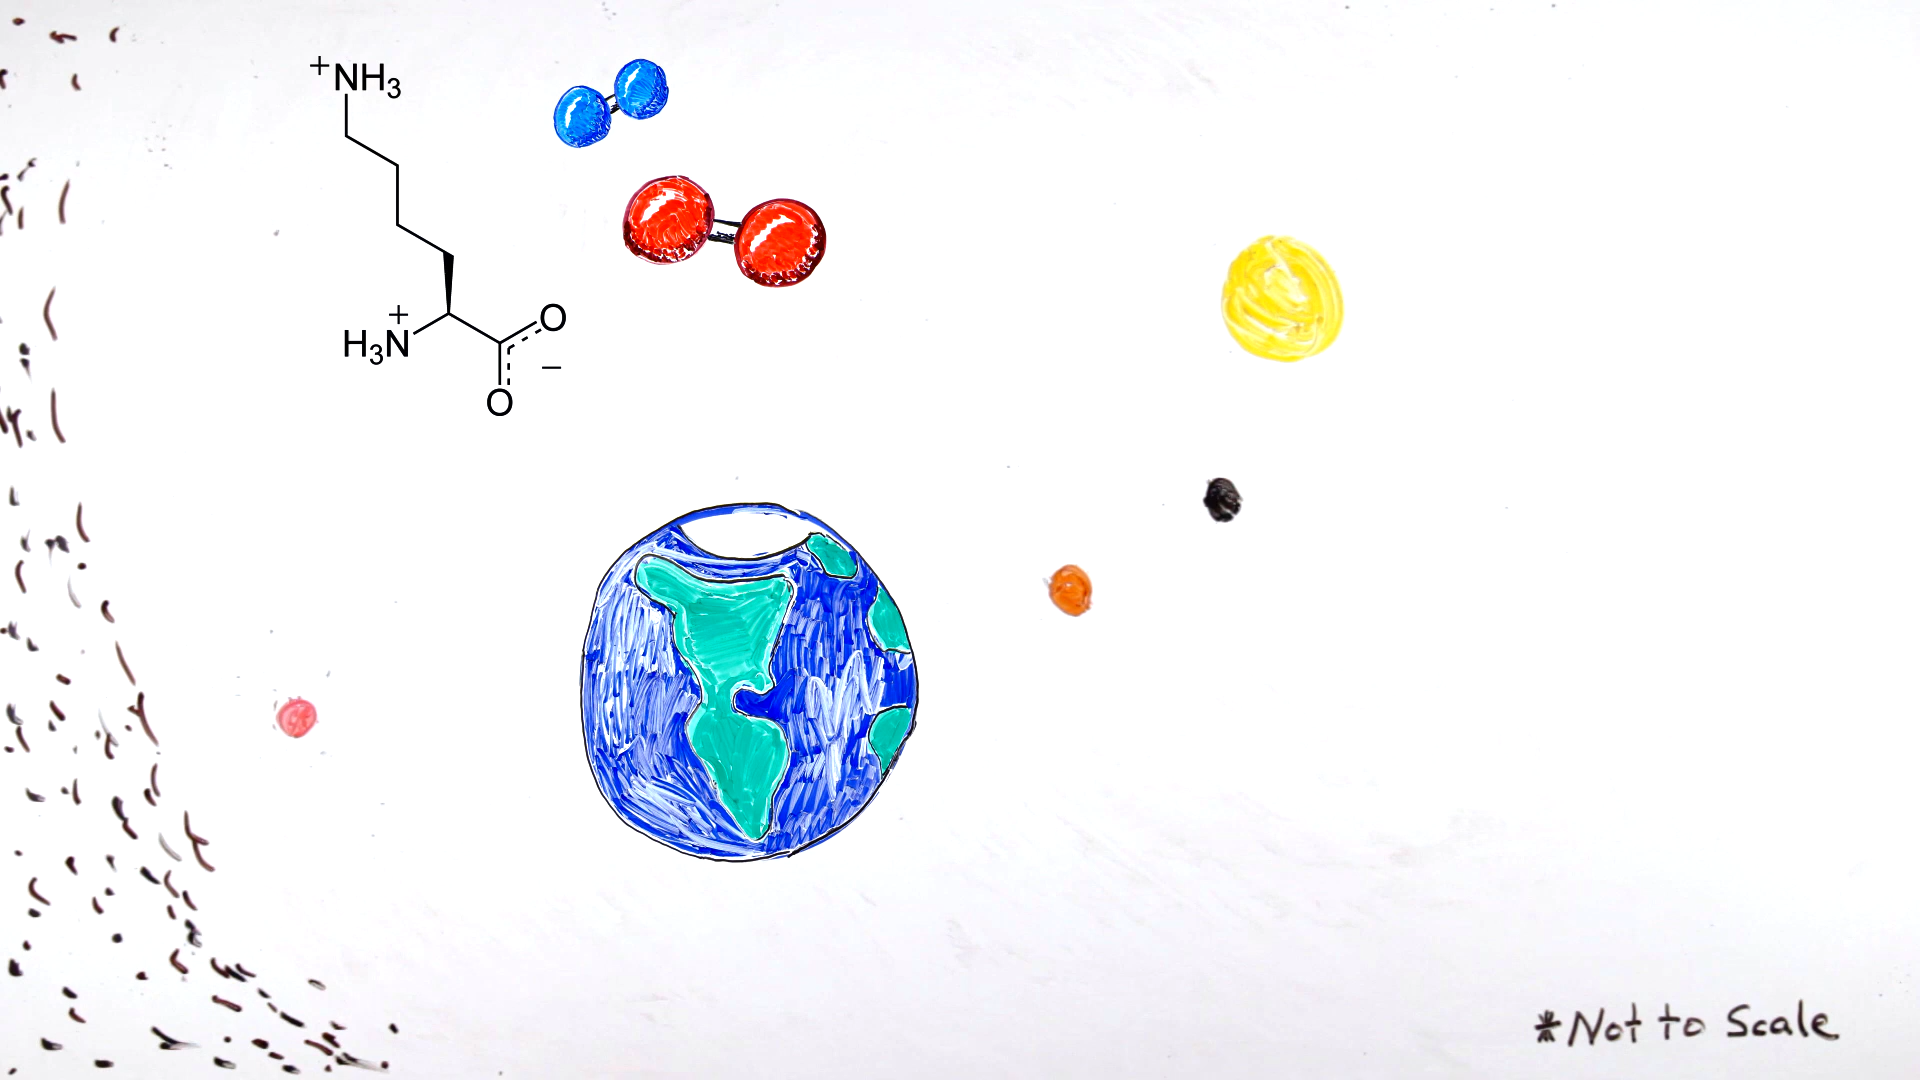 +NH3
H3N+
O
O
−
*Not to Scale